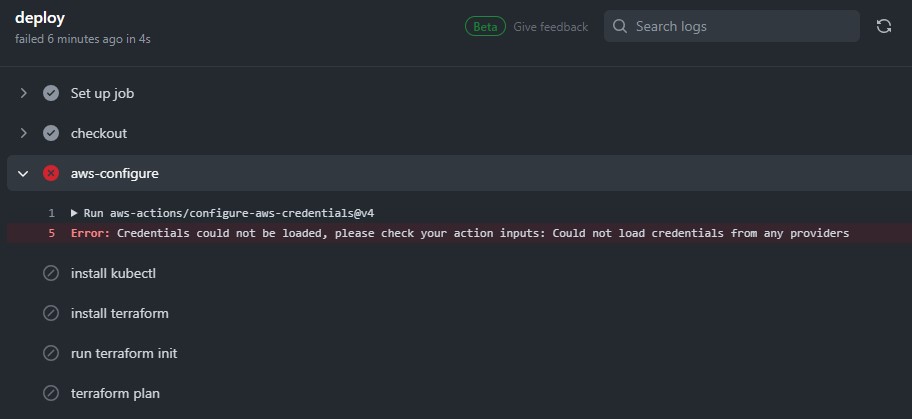 deploy
failed 6 minutes ago in 4s
Beta Give feedback
Search logs
Set up job
checkout
aws-configure
1 Run aws-actions/configure-aws-credentials@v4
5 Error: Credentials could not be loaded, please check your action inputs: Could not load credentials from any providers
install kubectl
install terraform
run terraform init
terraform plan